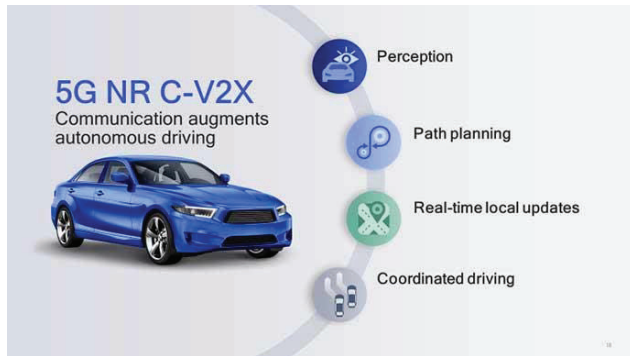 5G NR C-V2X
Communication augments
autonomous driving
Perception
Path planning
Real-time local updates
Coordinated driving